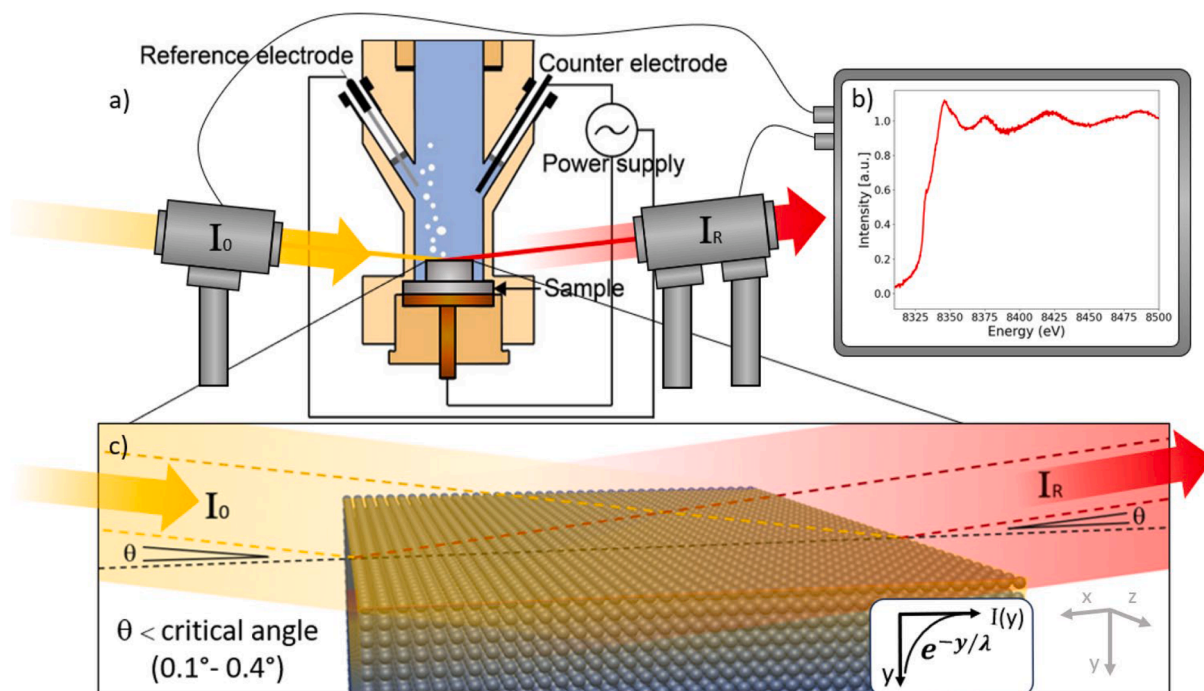 a)
Reference electrode
Counter electrode
Power supply
I₀
I_R
Sample
b)
Intensity [a.u.]
1.0
0.8
0.6
0.4
0.2
0.0
8325 8350 8375 8400 8425 8450 8475 8500
Energy (eV)
c)
I₀
I_R
θ
θ
θ < critical angle
(0.1°- 0.4°)
I(y)
e^{-y/λ}
y
x z
y